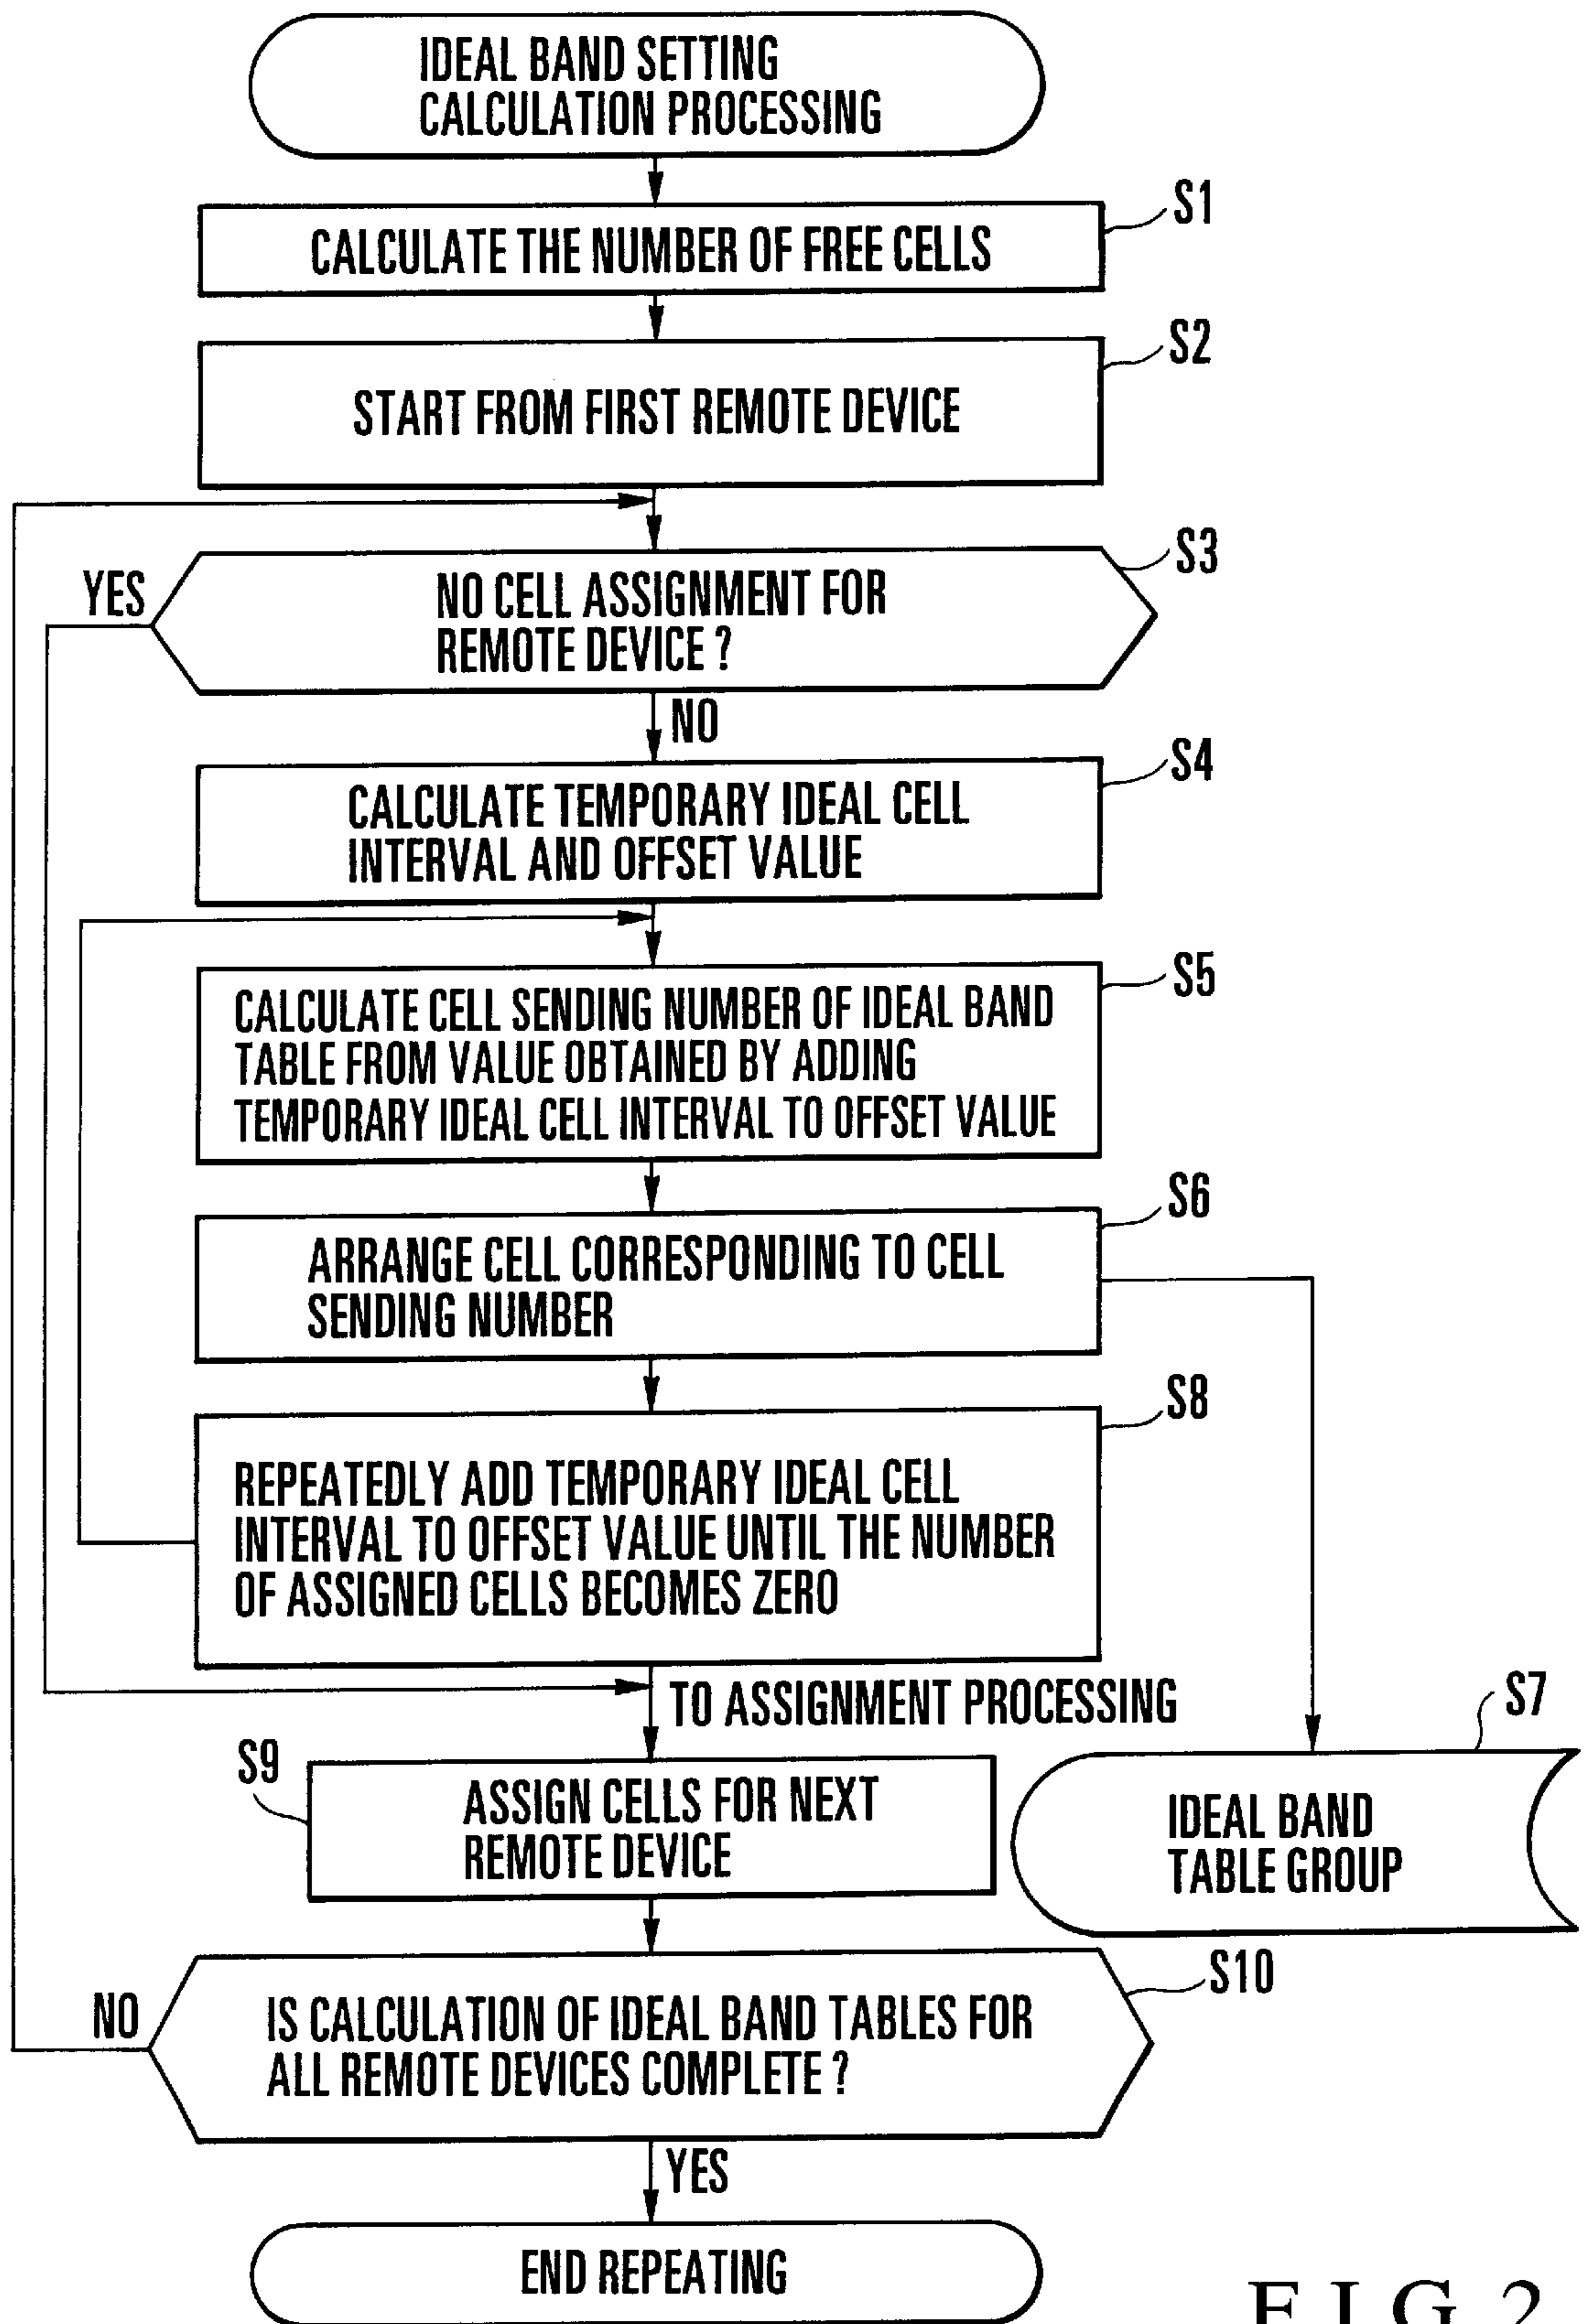 IDEAL BAND SETTING
CALCULATION PROCESSING
S1
CALCULATE THE NUMBER OF FREE CELLS
S2
START FROM FIRST REMOTE DEVICE
S3
YES
NO CELL ASSIGNMENT FOR
REMOTE DEVICE ?
NO
S4
CALCULATE TEMPORARY IDEAL CELL
INTERVAL AND OFFSET VALUE
S5
CALCULATE CELL SENDING NUMBER OF IDEAL BAND
TABLE FROM VALUE OBTAINED BY ADDING
TEMPORARY IDEAL CELL INTERVAL TO OFFSET VALUE
S6
ARRANGE CELL CORRESPONDING TO CELL
SENDING NUMBER
S8
REPEATEDLY ADD TEMPORARY IDEAL CELL
INTERVAL TO OFFSET VALUE UNTIL THE NUMBER
OF ASSIGNED CELLS BECOMES ZERO
TO ASSIGNMENT PROCESSING
S7
S9
ASSIGN CELLS FOR NEXT
REMOTE DEVICE
IDEAL BAND
TABLE GROUP
S10
NO
IS CALCULATION OF IDEAL BAND TABLES FOR
ALL REMOTE DEVICES COMPLETE ?
YES
END REPEATING
FIG. 2